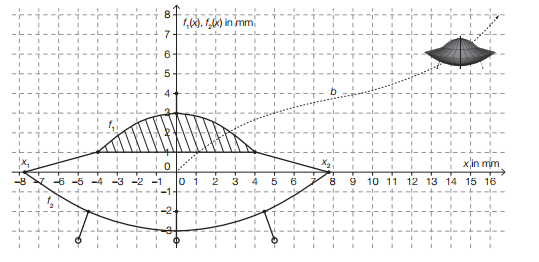 8
f₁(x), f₂(x) in mm
7
6
5
4
b
3
f₁
2
1
x₁
0
x₂
x in mm
–8 –7 –6 –5 –4 –3 –2 –1 0 1 2 3 4 5 6 7 8 9 10 11 12 13 14 15 16
–1
f₂
–2
–3